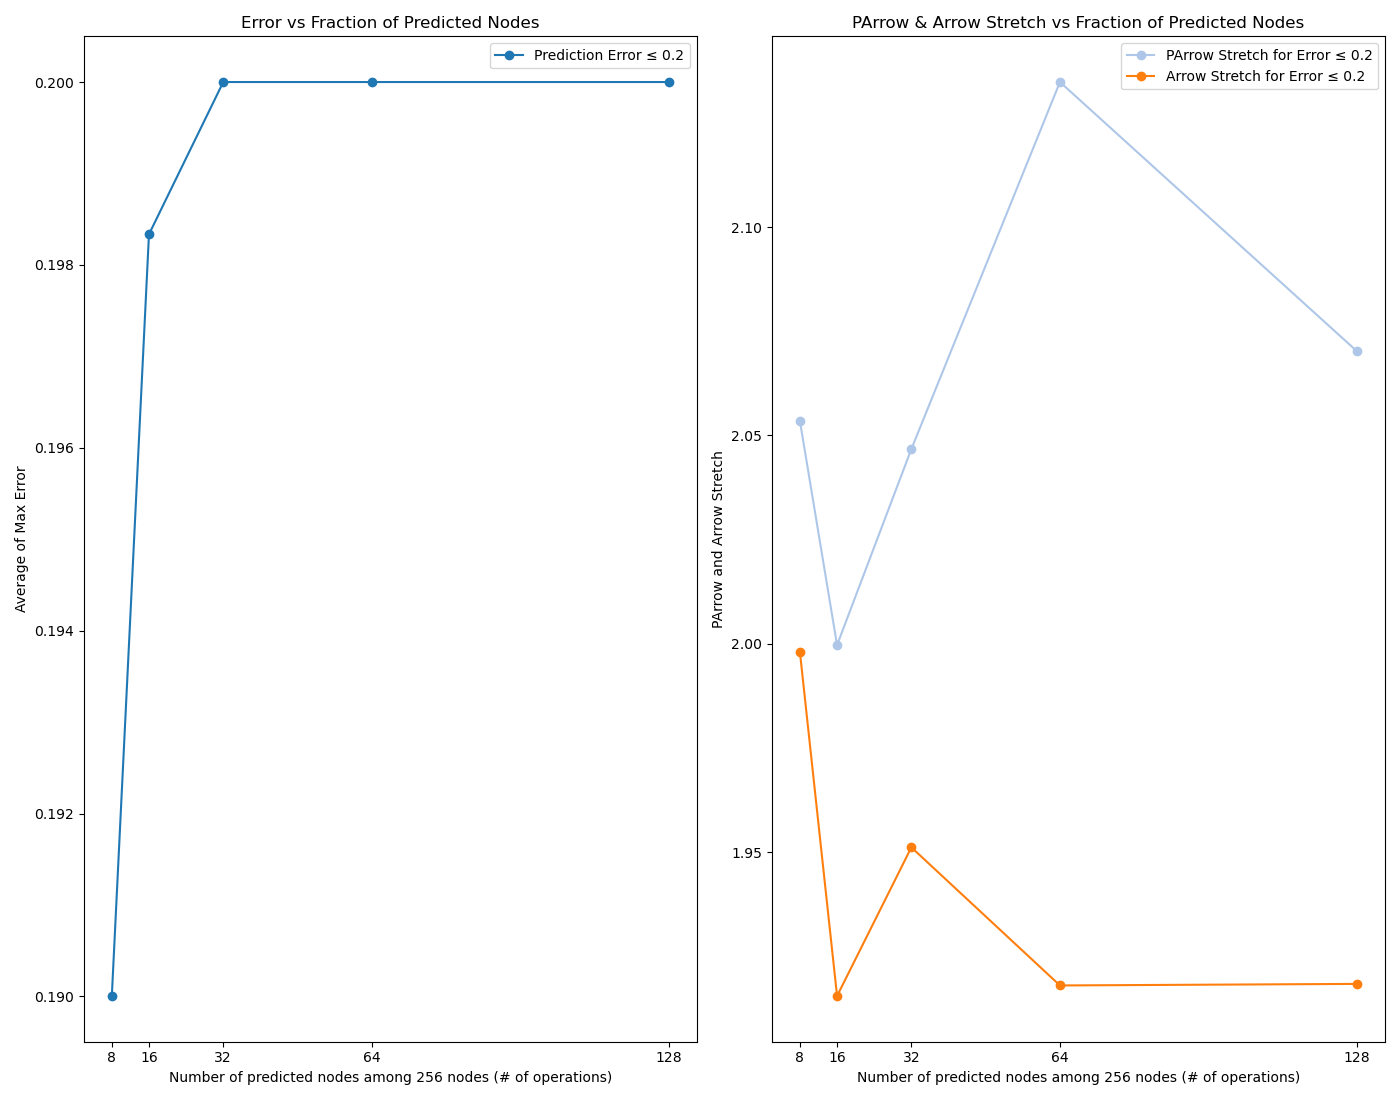 Error vs Fraction of Predicted Nodes
Prediction Error ≤ 0.2
0.200
0.198
0.196
0.194
0.192
0.190
Average of Max Error
8 16 32 64 128
Number of predicted nodes among 256 nodes (# of operations)
PArrow & Arrow Stretch vs Fraction of Predicted Nodes
PArrow Stretch for Error ≤ 0.2
Arrow Stretch for Error ≤ 0.2
2.10
2.05
2.00
1.95
PArrow and Arrow Stretch
8 16 32 64 128
Number of predicted nodes among 256 nodes (# of operations)